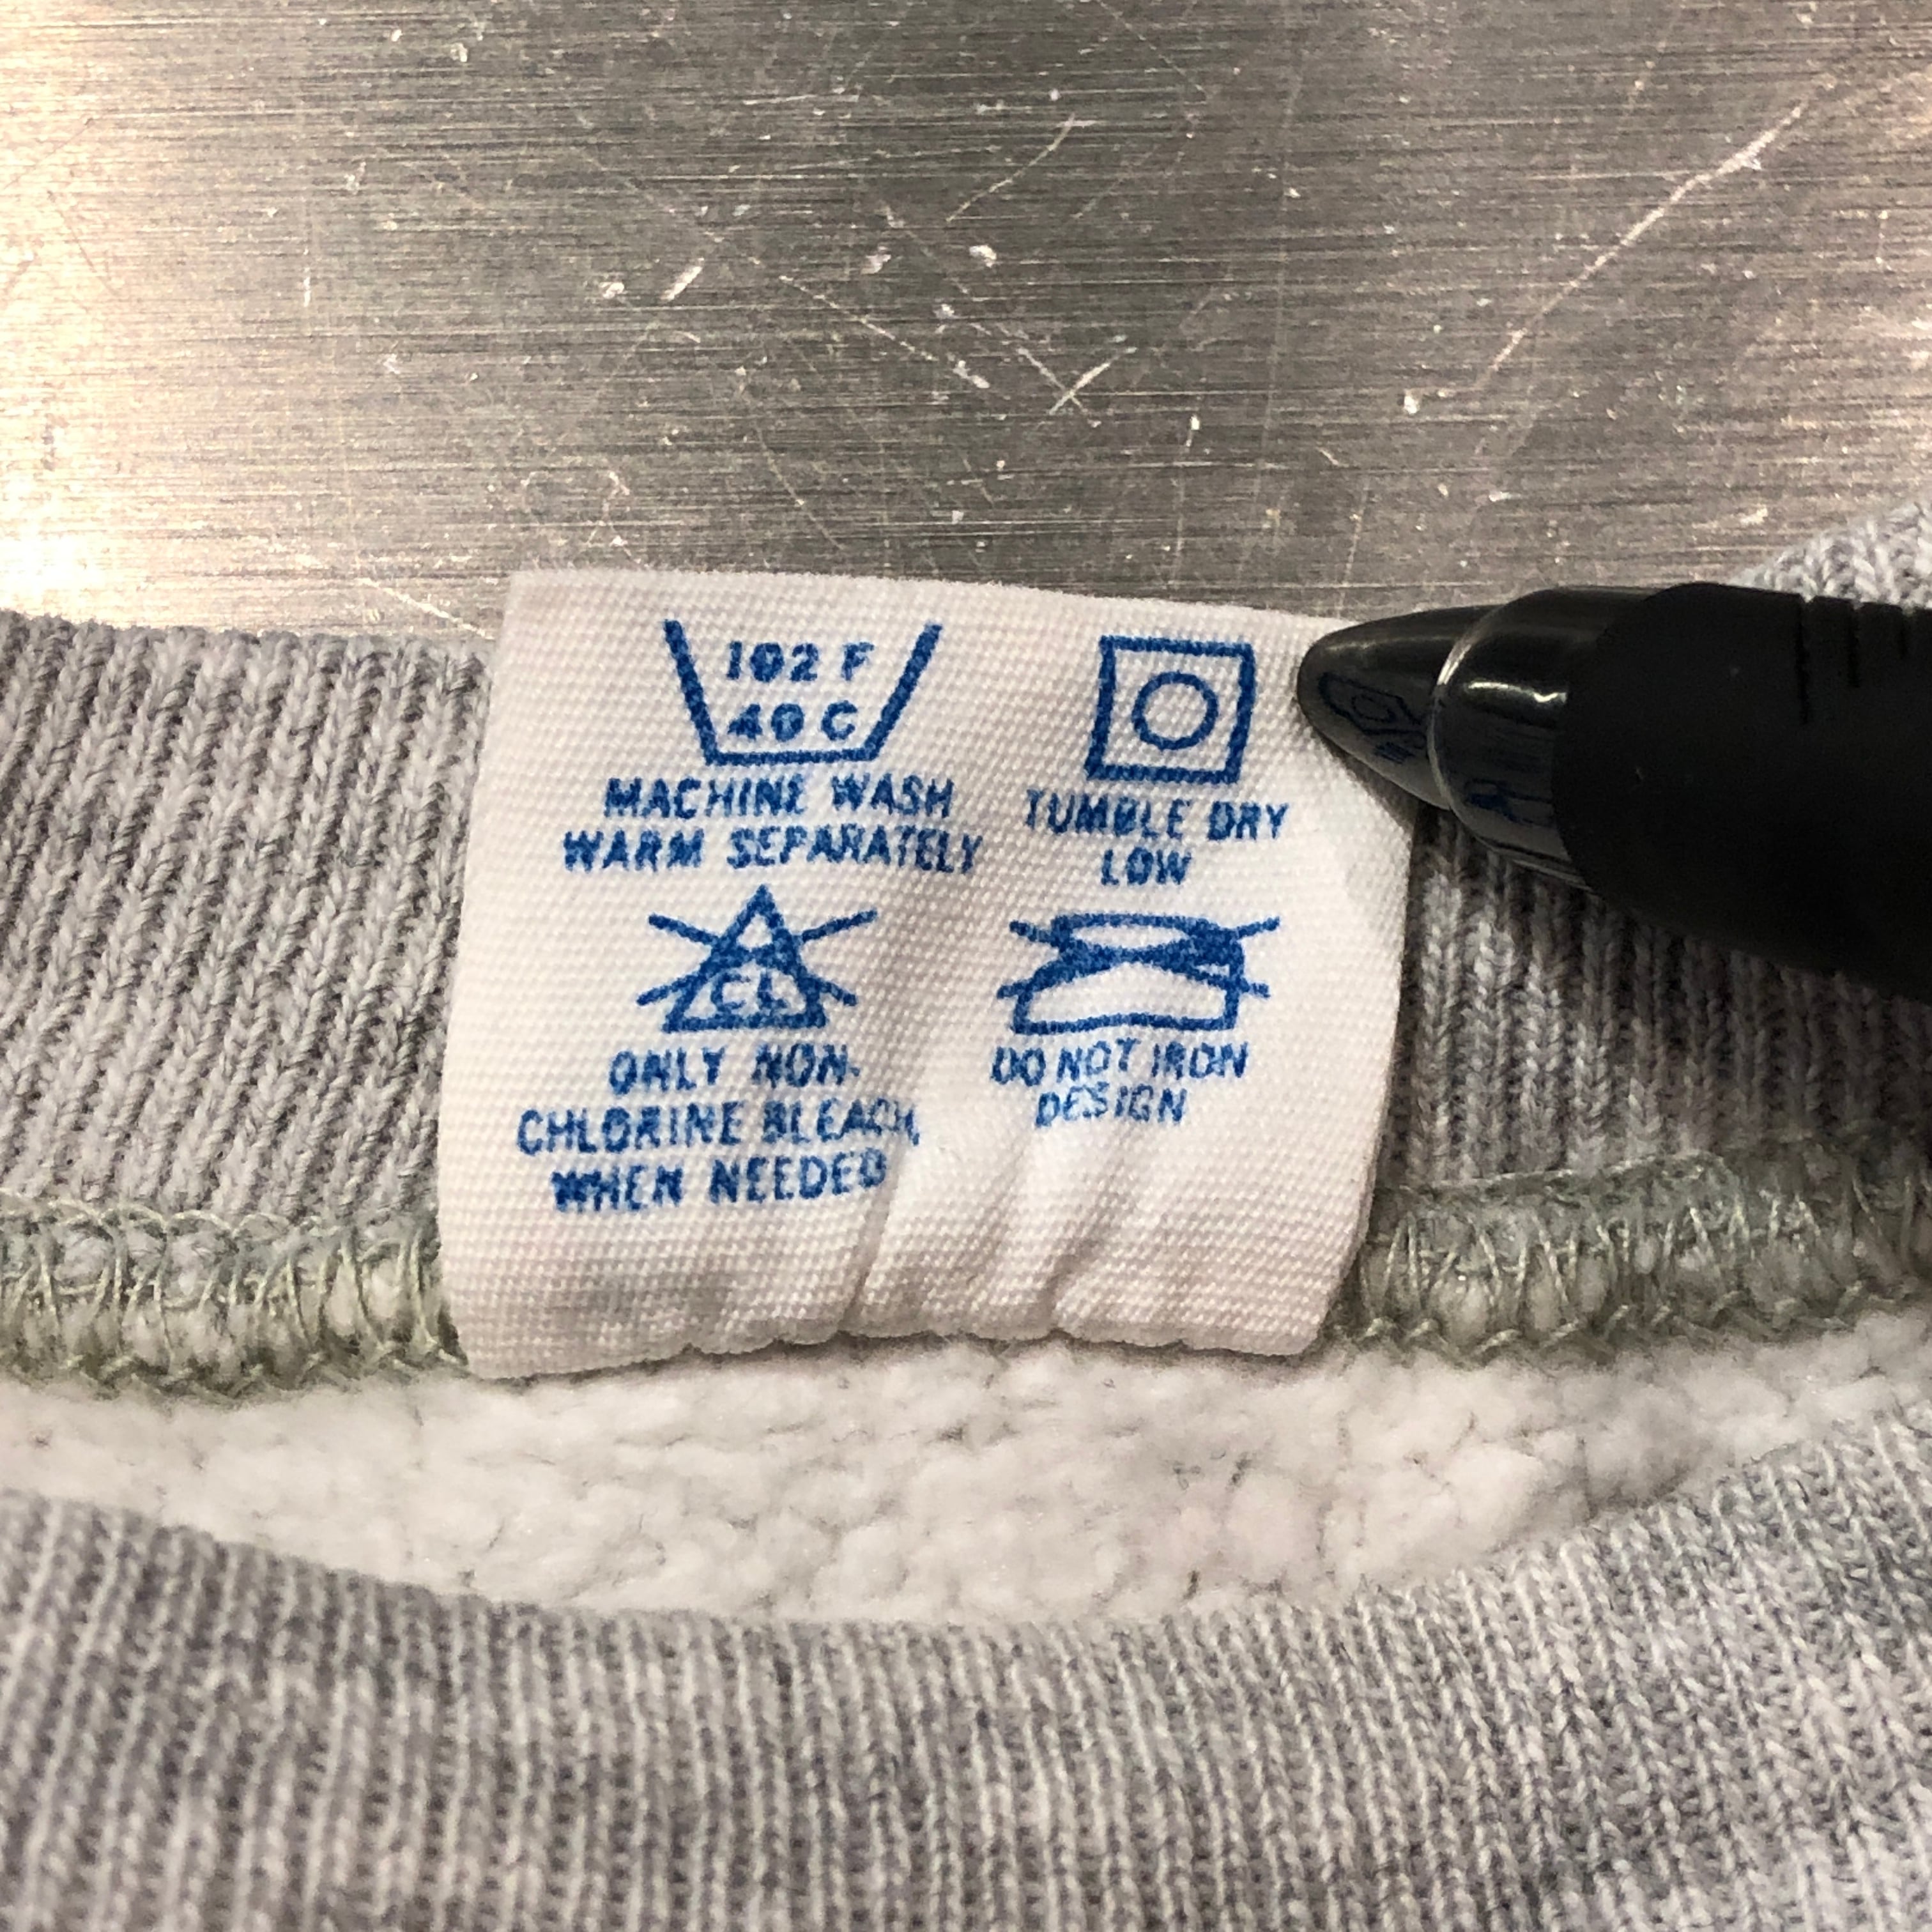 102 F
40 C
MACHINE WASH
WARM SEPARATELY
TUMBLE DRY
LOW
CL
ONLY NON-
CHLORINE BLEACH,
WHEN NEEDED
DO NOT IRON
DESIGN